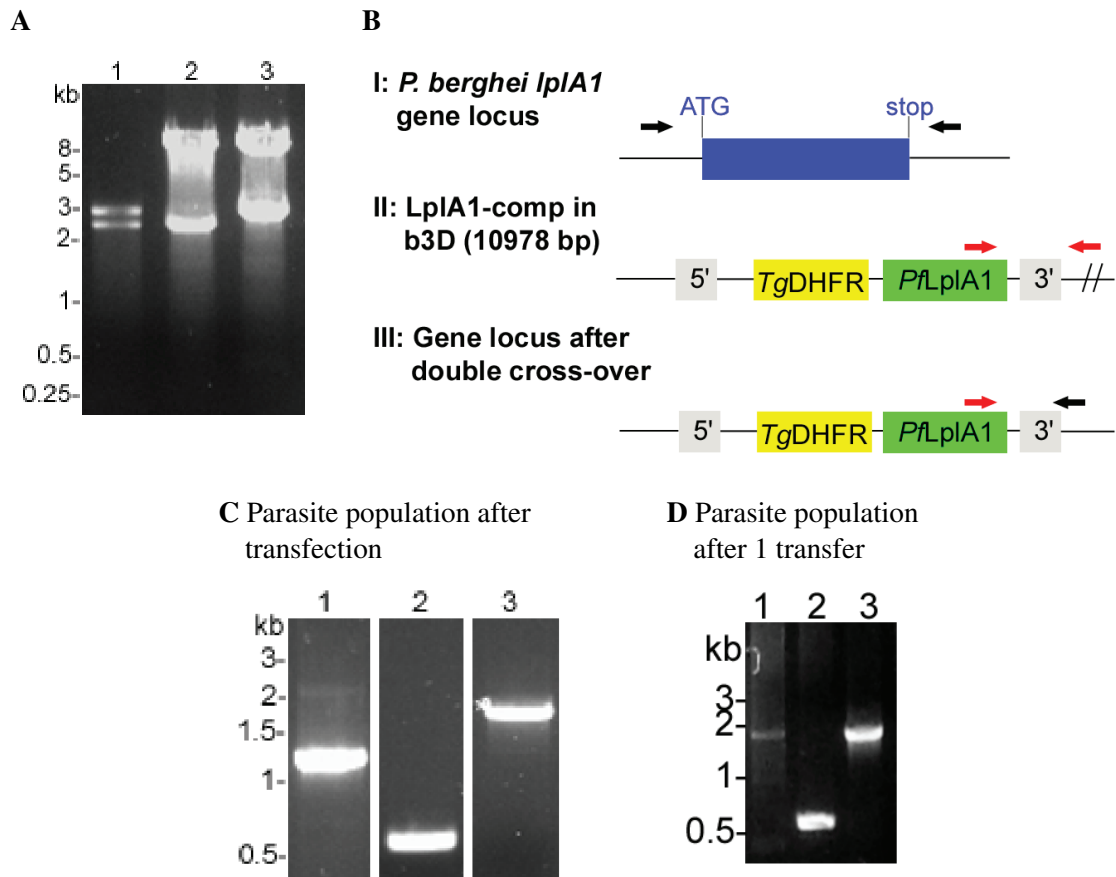 A
1 2 3
kb
8-
5-
3-
2-
1-
0.5-
0.25-
B
I: P. berghei lplA1
gene locus
ATG stop
II: LplA1-comp in
b3D (10978 bp)
5' TgDHFR PfLplA1 3' //
III: Gene locus after
double cross-over
5' TgDHFR PfLplA1 3'
C Parasite population after
transfection
1 2 3
kb
3-
2-
1.5-
1-
0.5-
D Parasite population
after 1 transfer
1 2 3
kb
3-
2-
1-
0.5-